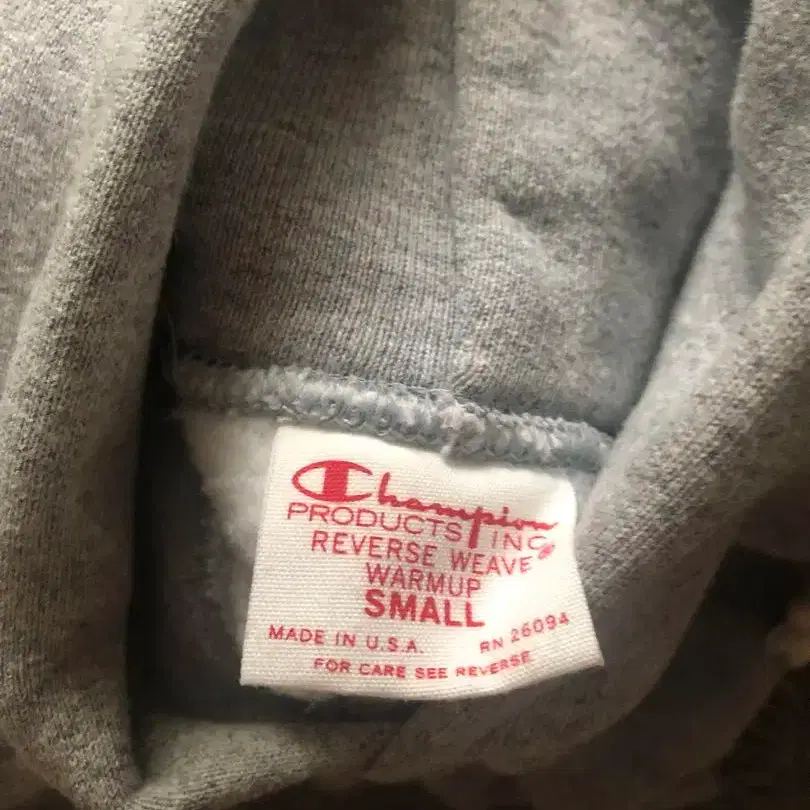 Champion
PRODUCTS INC®
REVERSE WEAVE
WARMUP
SMALL
MADE IN U.S.A. RN 26094
FOR CARE SEE REVERSE